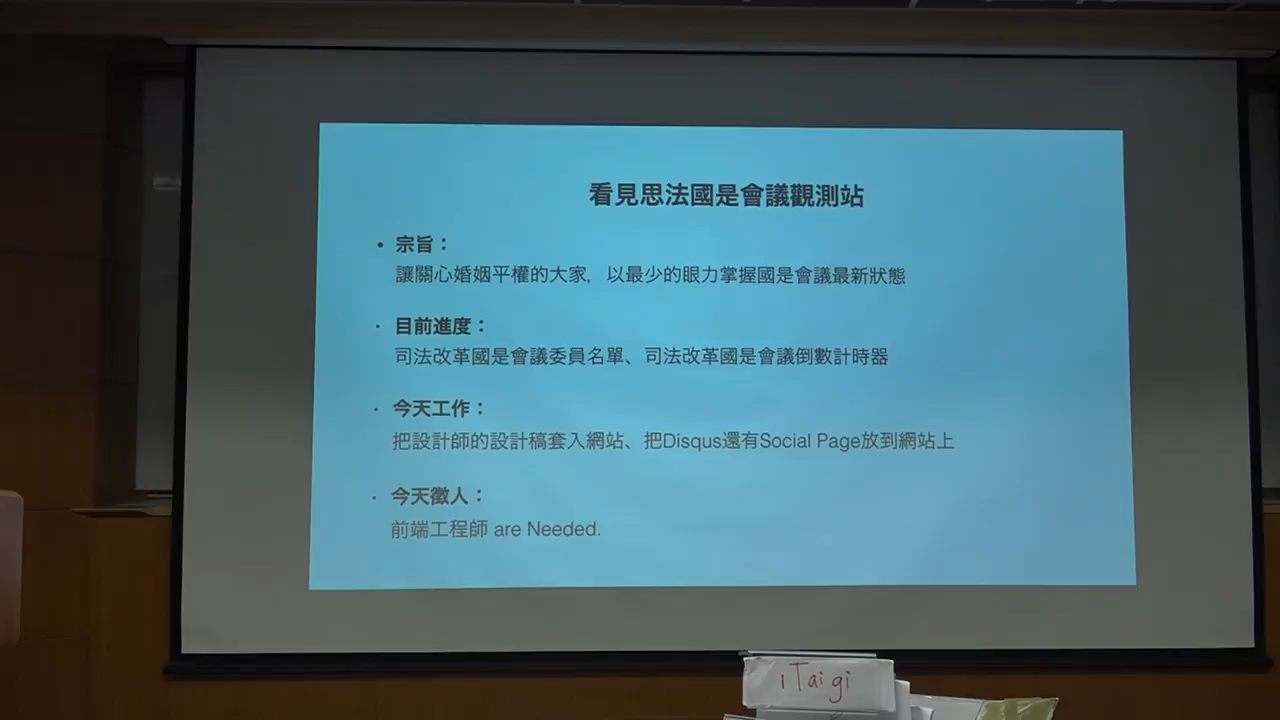 看見思法國是會議觀測站
• 宗旨：
讓關心婚姻平權的大家，以最少的眼力掌握國是會議最新狀態
• 目前進度：
司法改革國是會議委員名單、司法改革國是會議倒數計時器
• 今天工作：
把設計師的設計稿套入網站、把Disqus還有Social Page放到網站上
• 今天徵人：
前端工程師 are Needed.
iTaigi